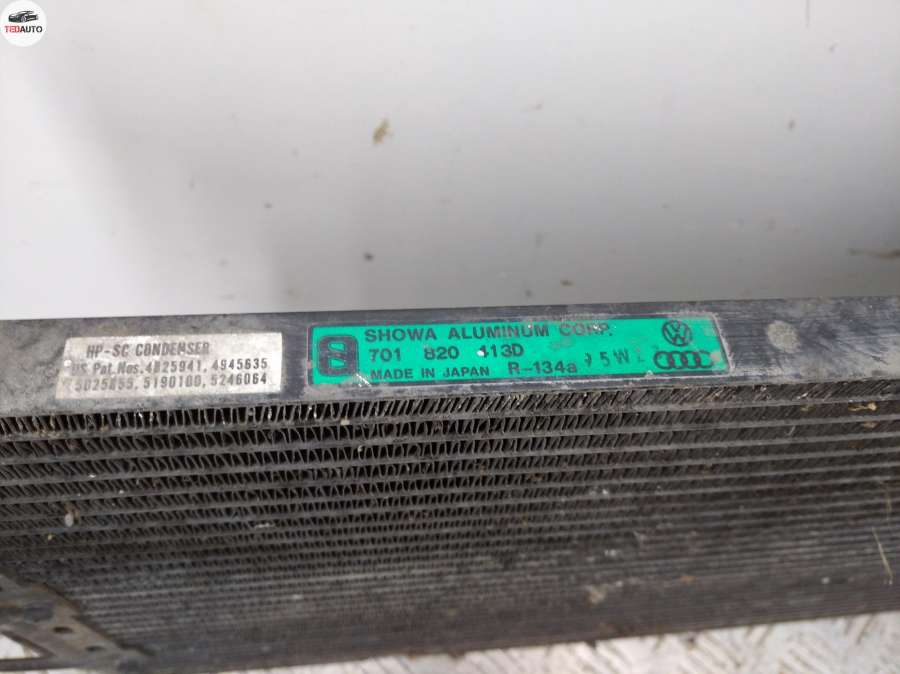 TEDAUTO
HP-SC CONDENSER
US Pat.Nos.4825941, 4945635,
5025855, 5190100, 5246064
SHOWA ALUMINUM CORP.
701 820 413D
MADE IN JAPAN R-134a